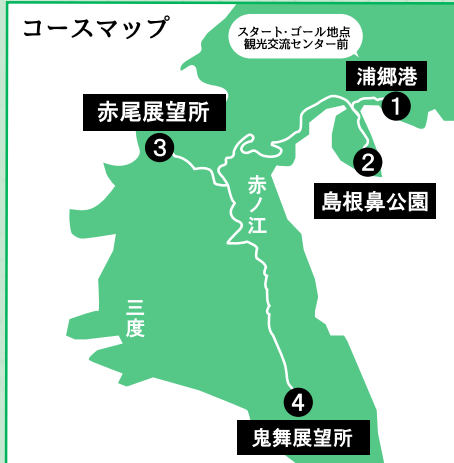 コースマップ
スタート・ゴール地点
観光交流センター前
浦郷港
1
赤尾展望所
3
2
島根鼻公園
赤ノ江
三度
4
鬼舞展望所